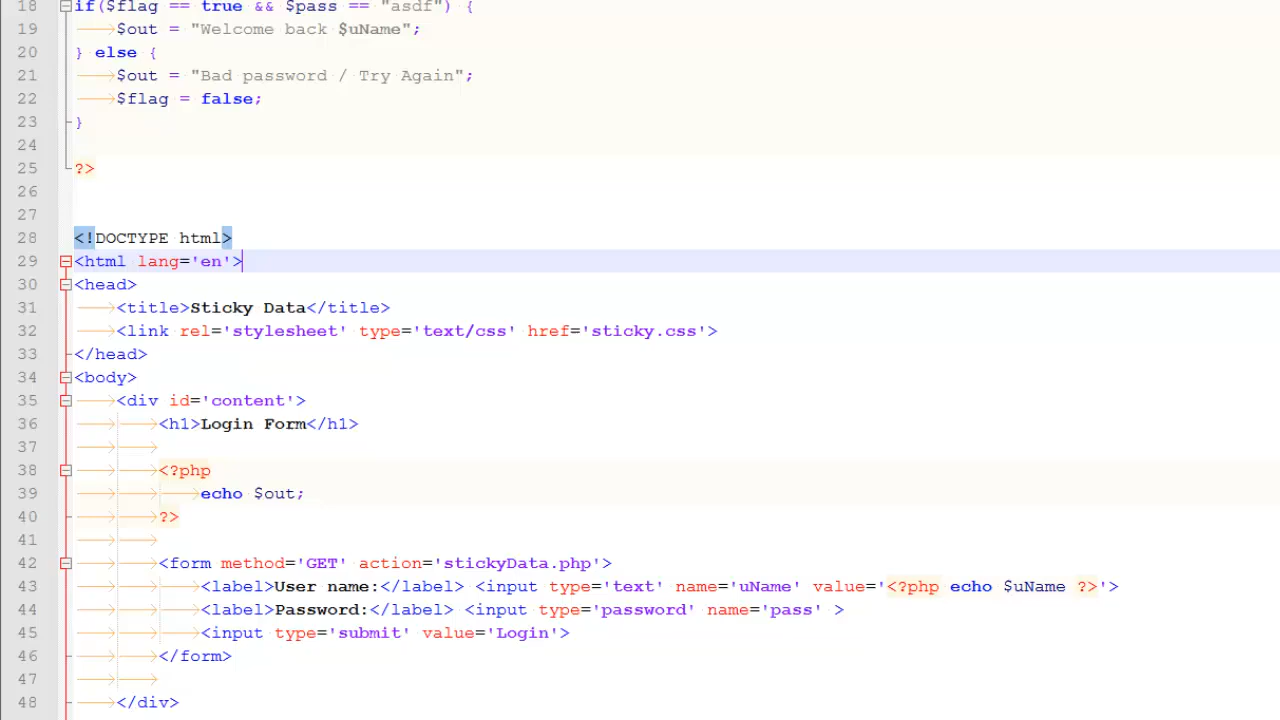 18 if($flag == true && $pass == "asdf") {
19 $out = "Welcome back $uName";
20 } else {
21 $out = "Bad password / Try Again";
22 $flag = false;
23 }
24
25 ?>
26
27
28 <!DOCTYPE html>
29 <html lang='en'>
30 <head>
31 <title>Sticky Data</title>
32 <link rel='stylesheet' type='text/css' href='sticky.css'>
33 </head>
34 <body>
35 <div id='content'>
36 <h1>Login Form</h1>
37
38 <?php
39 echo $out;
40 ?>
41
42 <form method='GET' action='stickyData.php'>
43 <label>User name:</label> <input type='text' name='uName' value='<?php echo $uName ?>'>
44 <label>Password:</label> <input type='password' name='pass' >
45 <input type='submit' value='Login'>
46 </form>
47
48 </div>